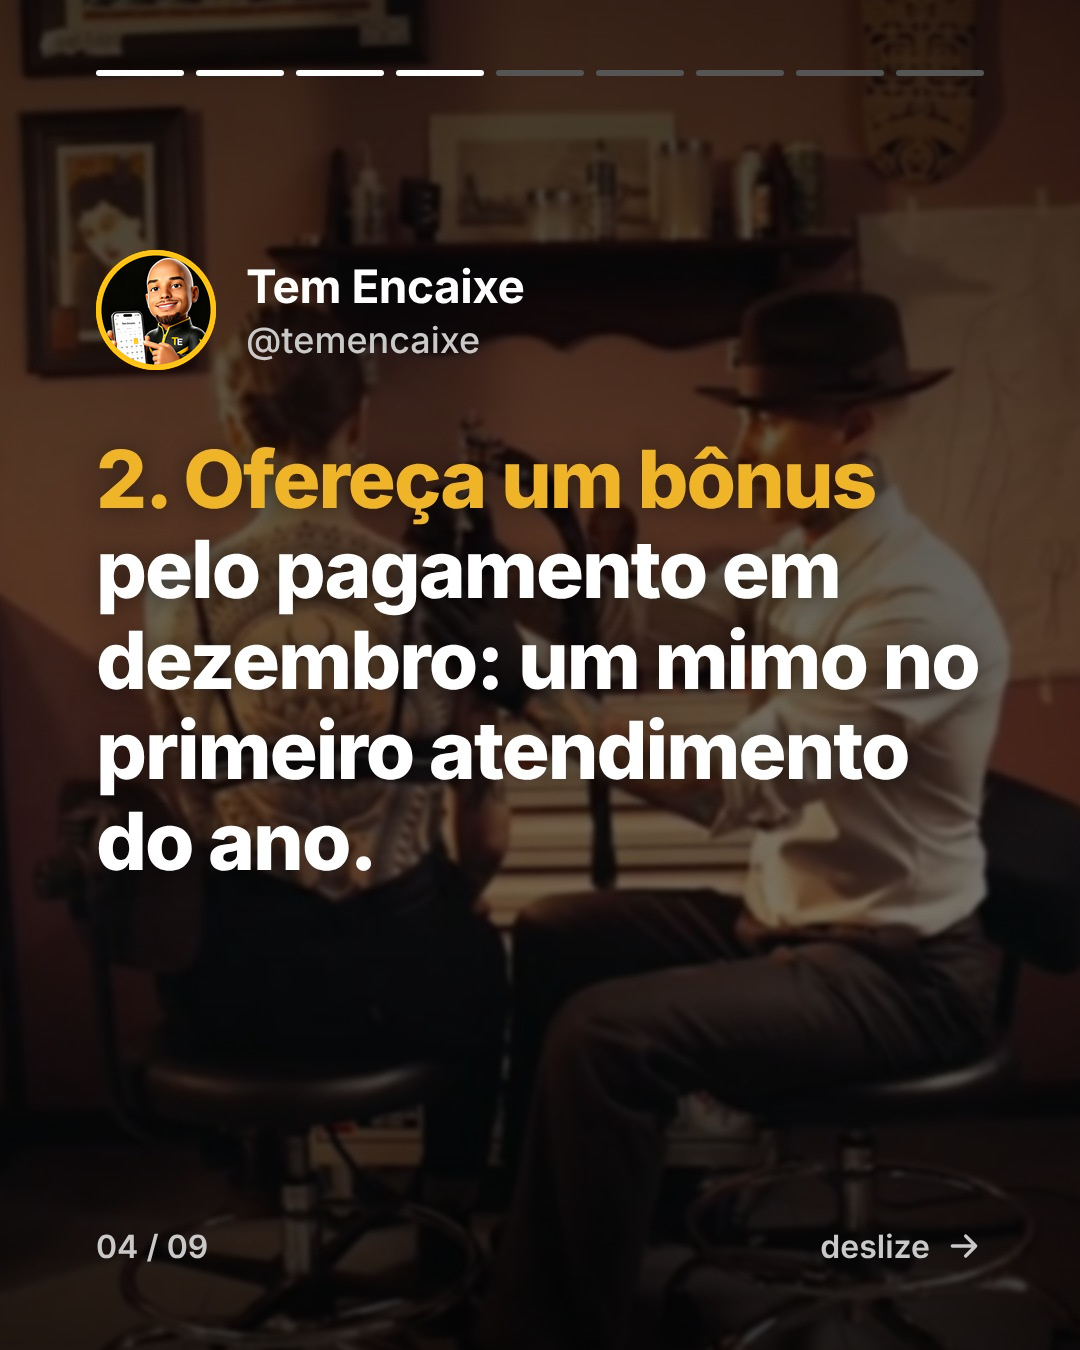 Tem Encaixe
@temencaixe
2. Ofereça um bônus
pelo pagamento em
dezembro: um mimo no
primeiro atendimento
do ano.
04 / 09
deslize →
TE